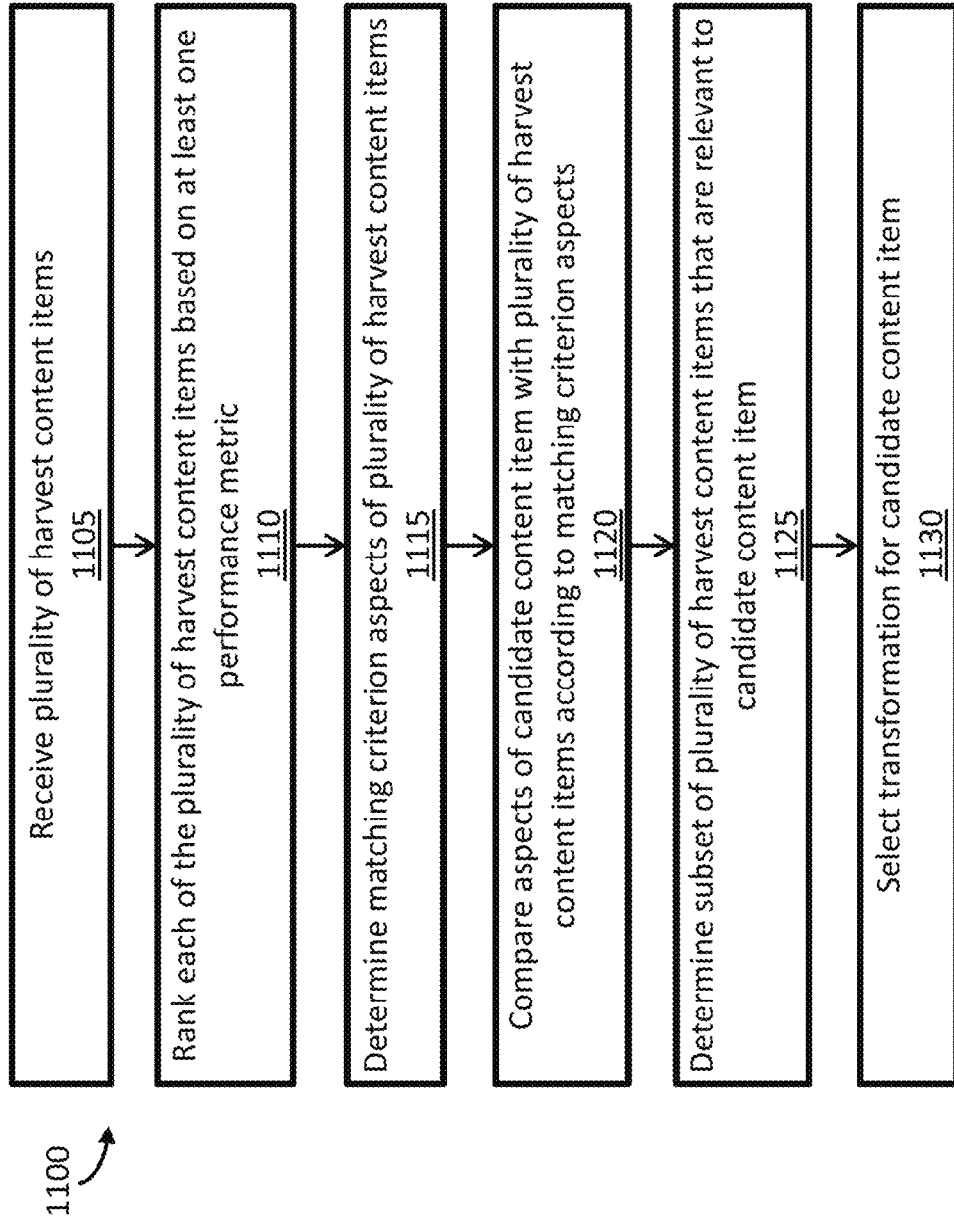 1100
Receive plurality of harvest content items
1105
Rank each of the plurality of harvest content items based on at least one
performance metric
1110
Determine matching criterion aspects of plurality of harvest content items
1115
Compare aspects of candidate content item with plurality of harvest
content items according to matching criterion aspects
1120
Determine subset of plurality of harvest content items that are relevant to
candidate content item
1125
Select transformation for candidate content item
1130